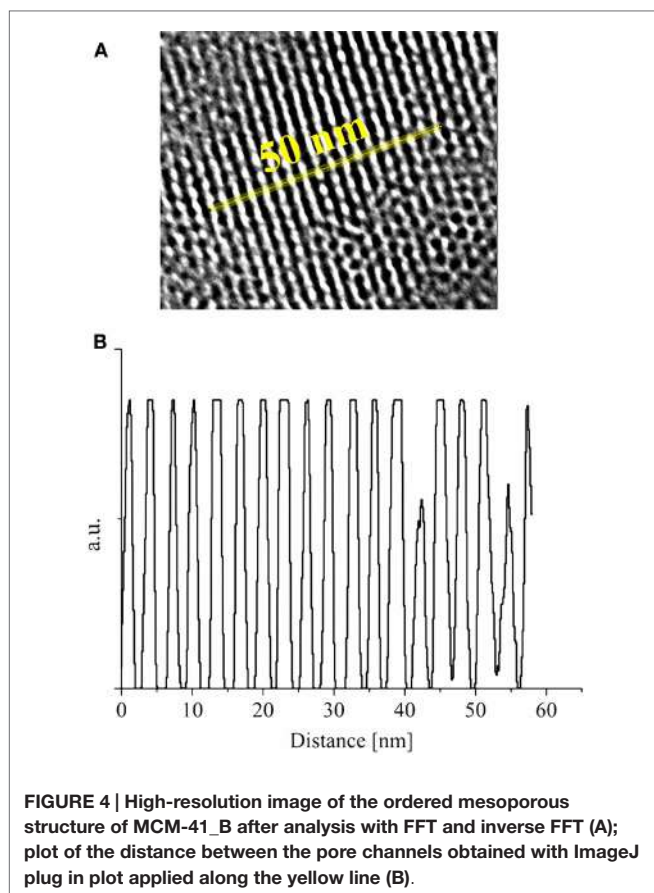 A
50 nm
B
a.u.
0 10 20 30 40 50 60
Distance [nm]
FIGURE 4 | High-resolution image of the ordered mesoporous
structure of MCM-41_B after analysis with FFT and inverse FFT (A);
plot of the distance between the pore channels obtained with ImageJ
plug in plot applied along the yellow line (B).